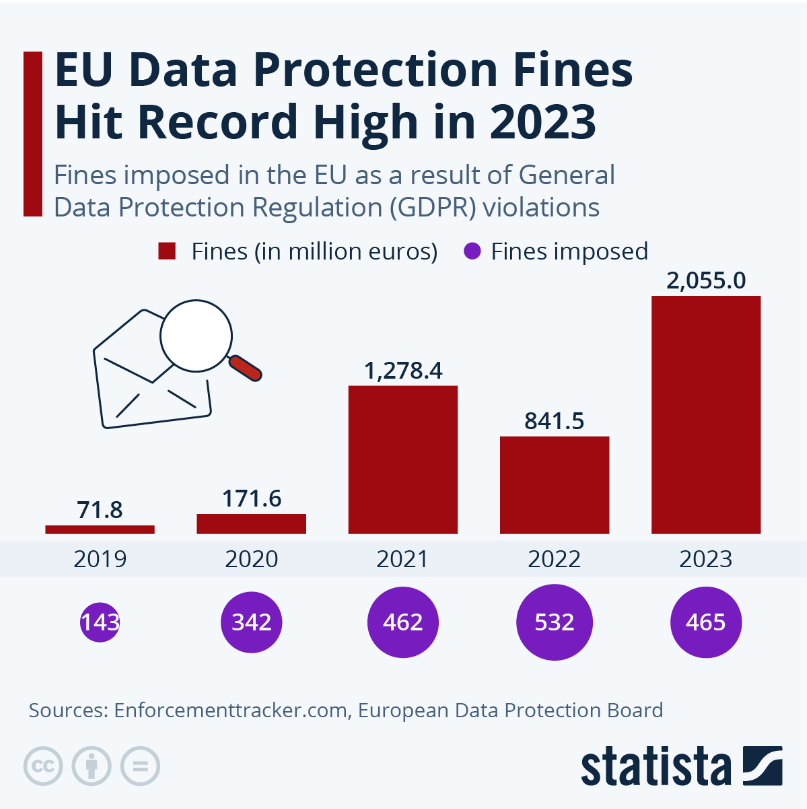 EU Data Protection Fines
Hit Record High in 2023
Fines imposed in the EU as a result of General
Data Protection Regulation (GDPR) violations
Fines (in million euros) Fines imposed
2,055.0
1,278.4
841.5
171.6
71.8
2019 2020 2021 2022 2023
143 342 462 532 465
Sources: Enforcementtracker.com, European Data Protection Board
cc
statista